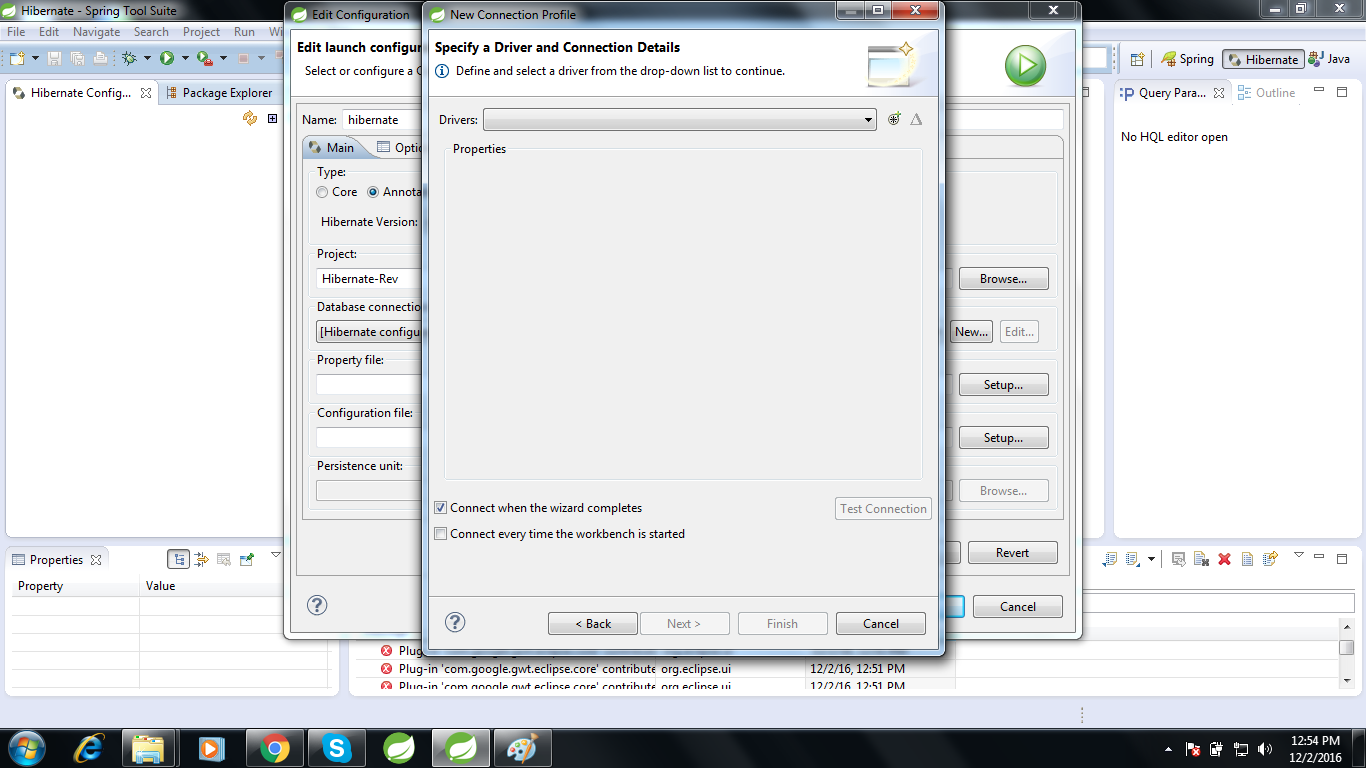 Hibernate - Spring Tool Suite
Edit Configuration
New Connection Profile
File Edit Navigate Search Project Run
Edit launch configur
Specify a Driver and Connection Details
Select or configure a C
Define and select a driver from the drop-down list to continue.
Spring
Hibernate
Java
Hibernate Config...
Package Explorer
Query Para...
Outline
Name: hibernate
Drivers:
No HQL editor open
Main
Optio
Properties
Type:
Core
Annota
Hibernate Version:
Project:
Hibernate-Rev
Browse...
Database connectio
[Hibernate configu
New...
Edit...
Property file:
Setup...
Configuration file:
Setup...
Persistence unit:
Browse...
Connect when the wizard completes
Test Connection
Connect every time the workbench is started
Properties
Revert
Property Value
Cancel
< Back
Next >
Finish
Cancel
Plug-in 'com.google.gwt.eclipse.core' contribute org.eclipse.ui 12/2/16, 12:51 PM
Plug-in 'com.google.gwt.eclipse.core' contribute org.eclipse.ui 12/2/16, 12:51 PM
12:54 PM
12/2/2016